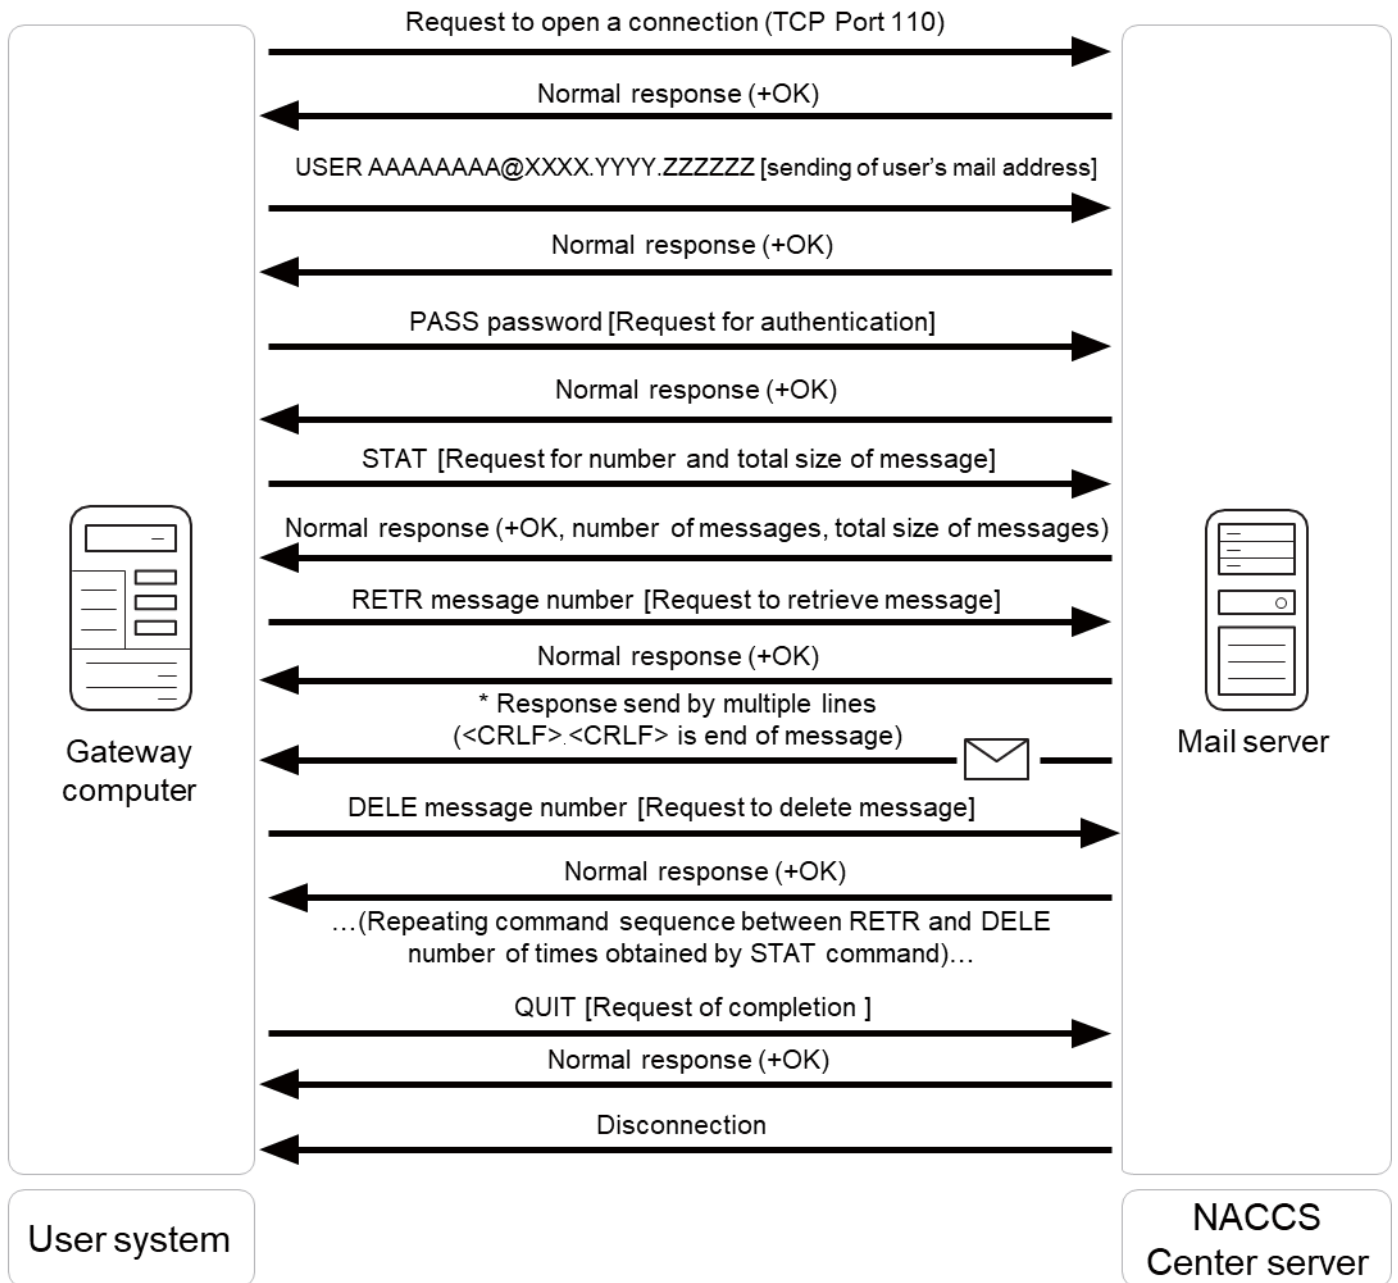 Request to open a connection (TCP Port 110)
Normal response (+OK)
USER AAAAAAAA@XXXX.YYYY.ZZZZZZ [sending of user's mail address]
Normal response (+OK)
PASS password [Request for authentication]
Normal response (+OK)
STAT [Request for number and total size of message]
Normal response (+OK, number of messages, total size of messages)
RETR message number [Request to retrieve message]
Normal response (+OK)
* Response send by multiple lines
(<CRLF>.<CRLF> is end of message)
Gateway
computer
Mail server
DELE message number [Request to delete message]
Normal response (+OK)
…(Repeating command sequence between RETR and DELE
number of times obtained by STAT command)…
QUIT [Request of completion ]
Normal response (+OK)
Disconnection
User system
NACCS
Center server